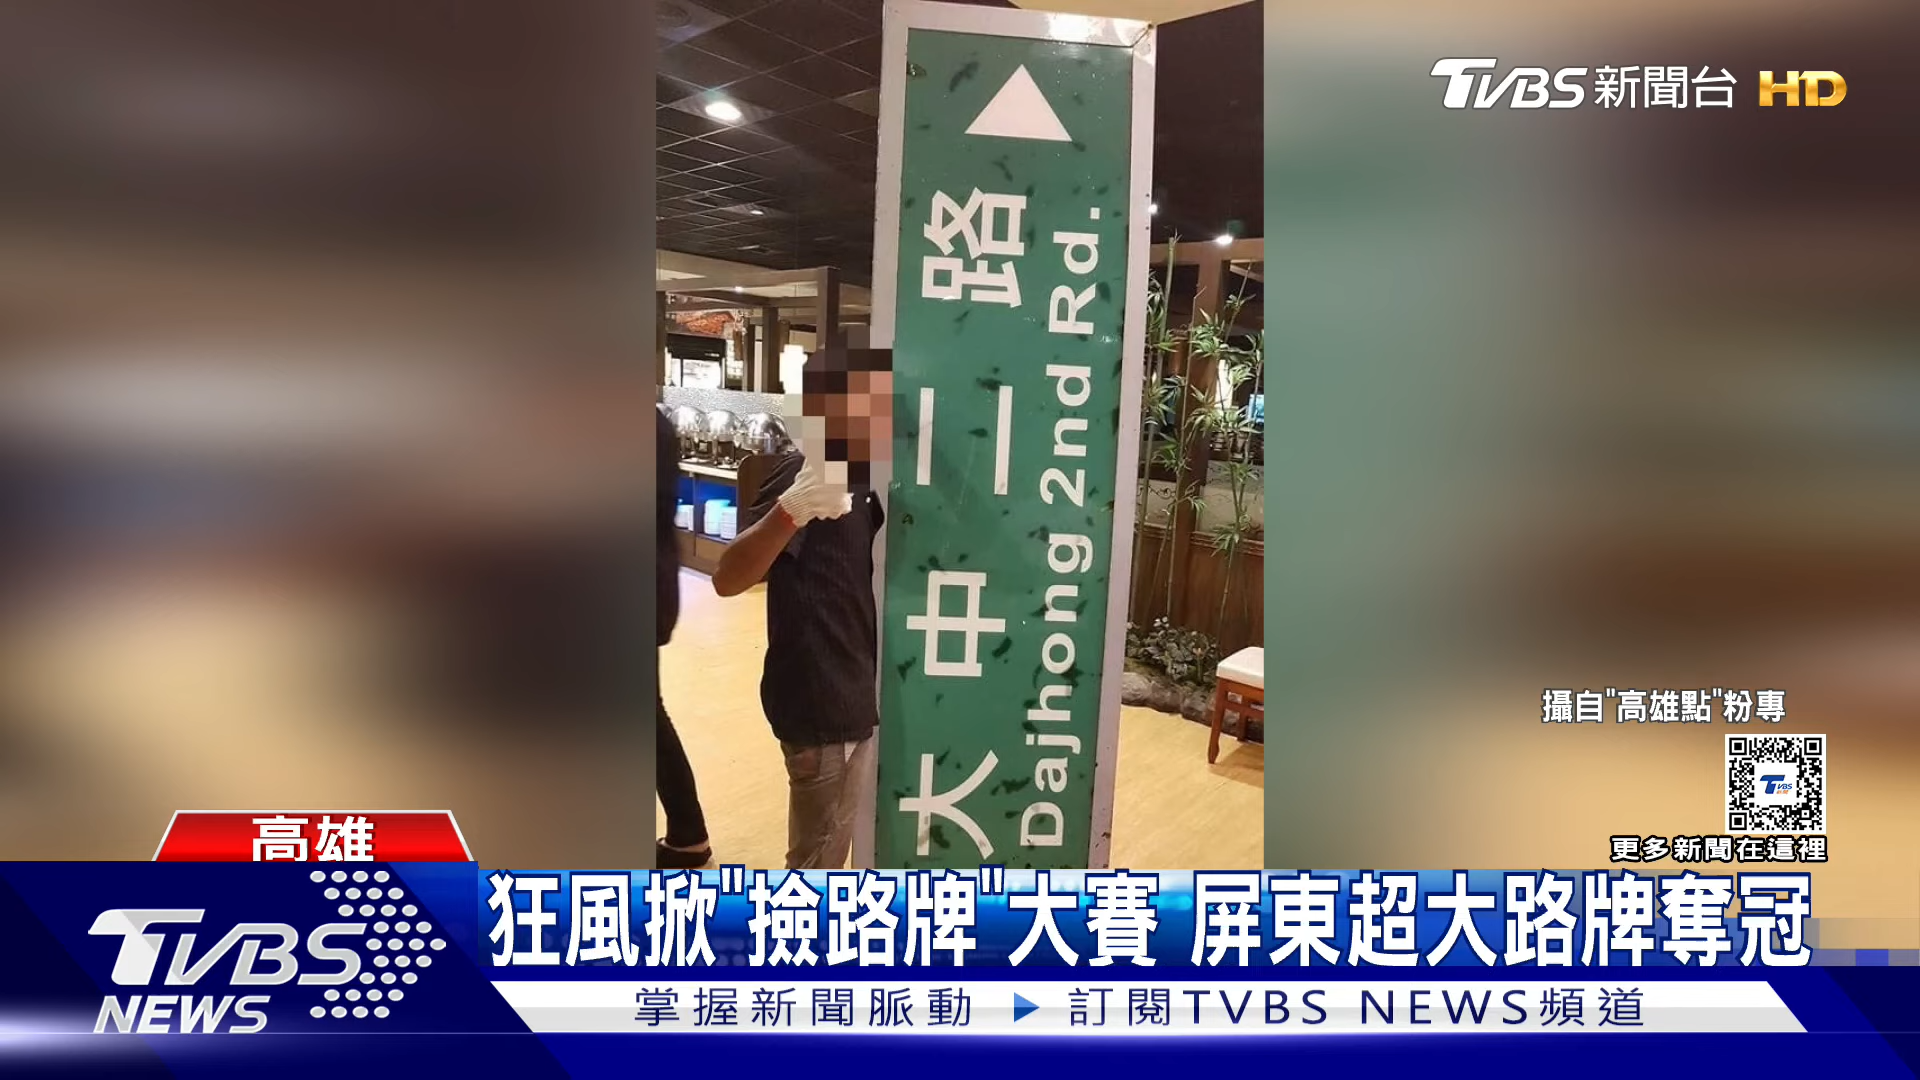 TVBS新聞台 HD
大中二路
Dajhong 2nd Rd.
攝自"高雄點"粉專
TVBS
新聞
更多新聞在這裡
高雄
狂風掀"撿路牌"大賽 屏東超大路牌奪冠
TVBS
NEWS
掌握新聞脈動 訂閱TVBS NEWS頻道